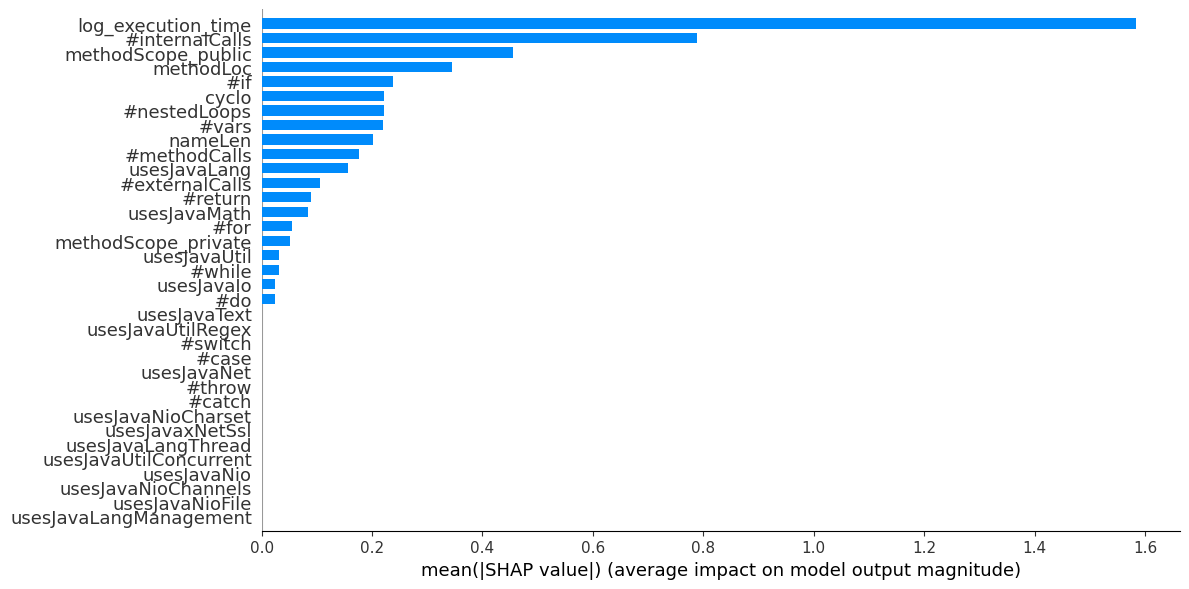 log_execution_time
#internalCalls
methodScope_public
methodLoc
#if
cyclo
#nestedLoops
#vars
nameLen
#methodCalls
usesJavaLang
#externalCalls
#return
usesJavaMath
#for
methodScope_private
usesJavaUtil
#while
usesJavaIo
#do
usesJavaText
usesJavaUtilRegex
#switch
#case
usesJavaNet
#throw
#catch
usesJavaNioCharset
usesJavaxNetSsl
usesJavaLangThread
usesJavaUtilConcurrent
usesJavaNio
usesJavaNioChannels
usesJavaNioFile
usesJavaLangManagement
0.0 0.2 0.4 0.6 0.8 1.0 1.2 1.4 1.6
mean(|SHAP value|) (average impact on model output magnitude)